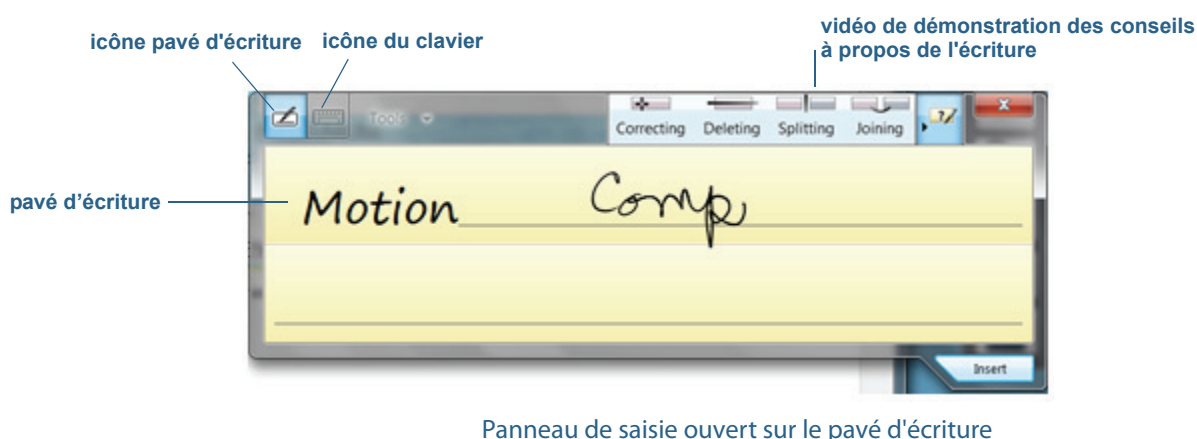 vidéo de démonstration des conseils
à propos de l'écriture
icône pavé d'écriture icône du clavier
Tools
Correcting Deleting Splitting Joining
pavé d'écriture
Motion Comp
Insert
Panneau de saisie ouvert sur le pavé d'écriture